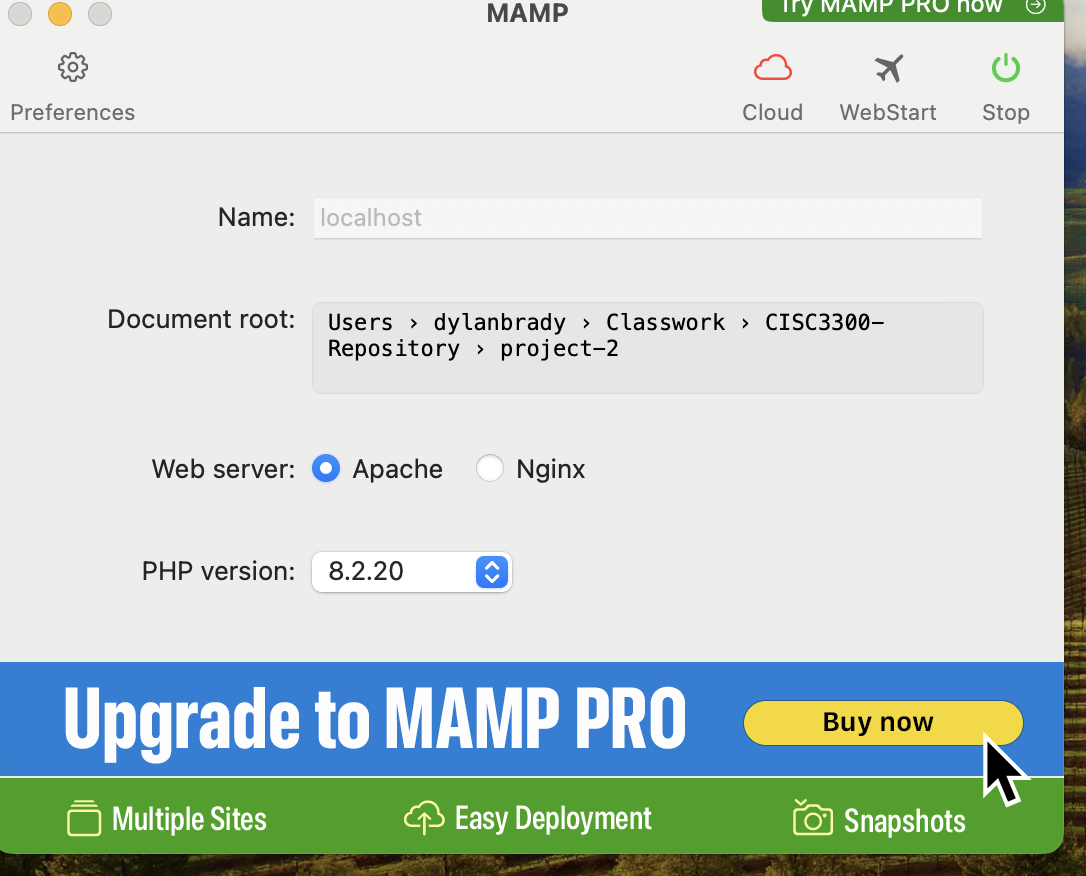 MAMP
Try MAMP PRO now
Preferences
Cloud
WebStart
Stop
Name:
localhost
Document root:
Users › dylanbrady › Classwork › CISC3300-
Repository › project-2
Web server:
Apache
Nginx
PHP version:
8.2.20
Upgrade to MAMP PRO
Buy now
Multiple Sites
Easy Deployment
Snapshots